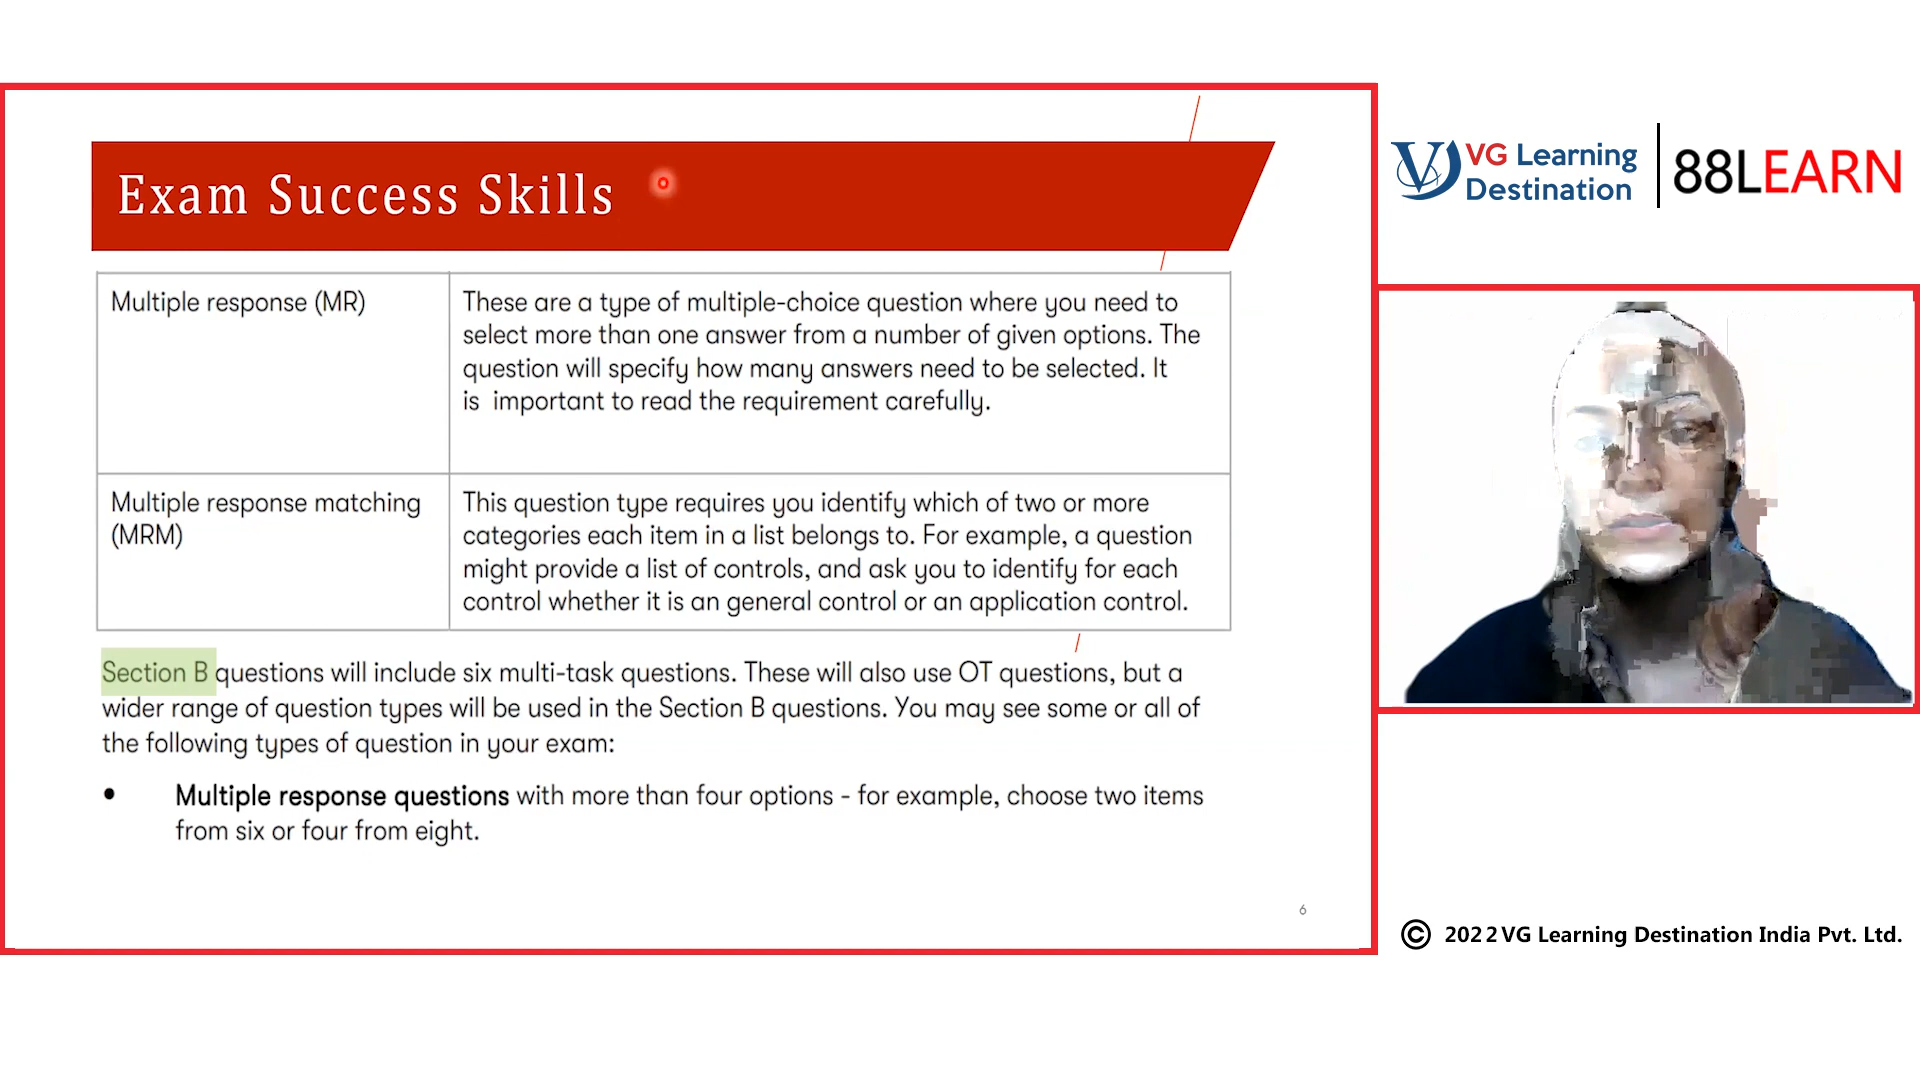 Exam Success Skills
Multiple response (MR)
These are a type of multiple-choice question where you need to
select more than one answer from a number of given options. The
question will specify how many answers need to be selected. It
is important to read the requirement carefully.
Multiple response matching
(MRM)
This question type requires you identify which of two or more
categories each item in a list belongs to. For example, a question
might provide a list of controls, and ask you to identify for each
control whether it is an general control or an application control.
Section B questions will include six multi-task questions. These will also use OT questions, but a
wider range of question types will be used in the Section B questions. You may see some or all of
the following types of question in your exam:
• Multiple response questions with more than four options - for example, choose two items
from six or four from eight.
6
VG Learning
Destination
88LEARN
© 2022 VG Learning Destination India Pvt. Ltd.